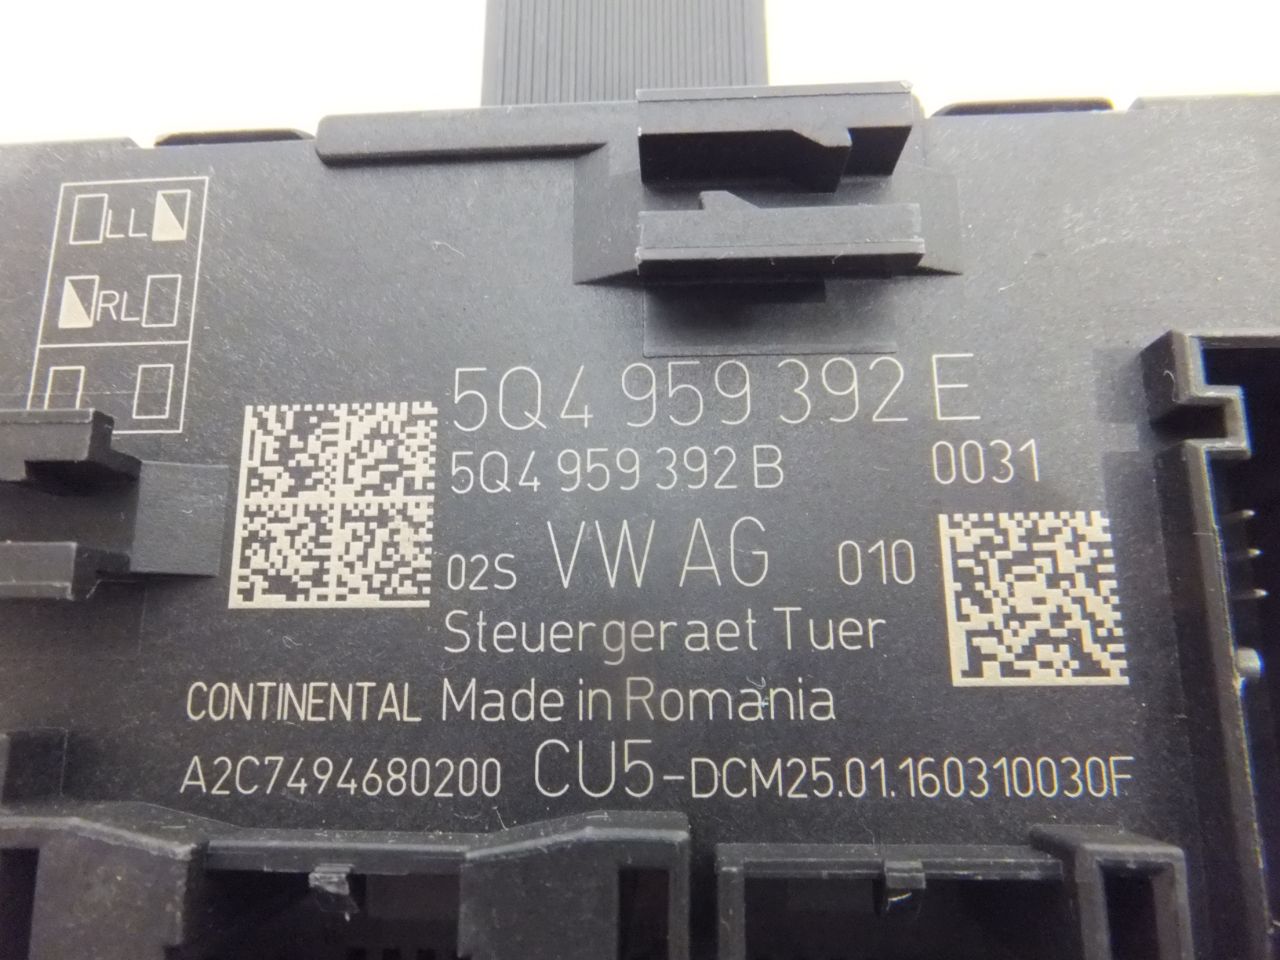 LL
RL
5Q4 959 392 E
5Q4 959 392 B 0031
02S VW AG 010
Steuergeraet Tuer
CONTINENTAL Made in Romania
A2C7494680200 CU5-DCM25.01.160310030F